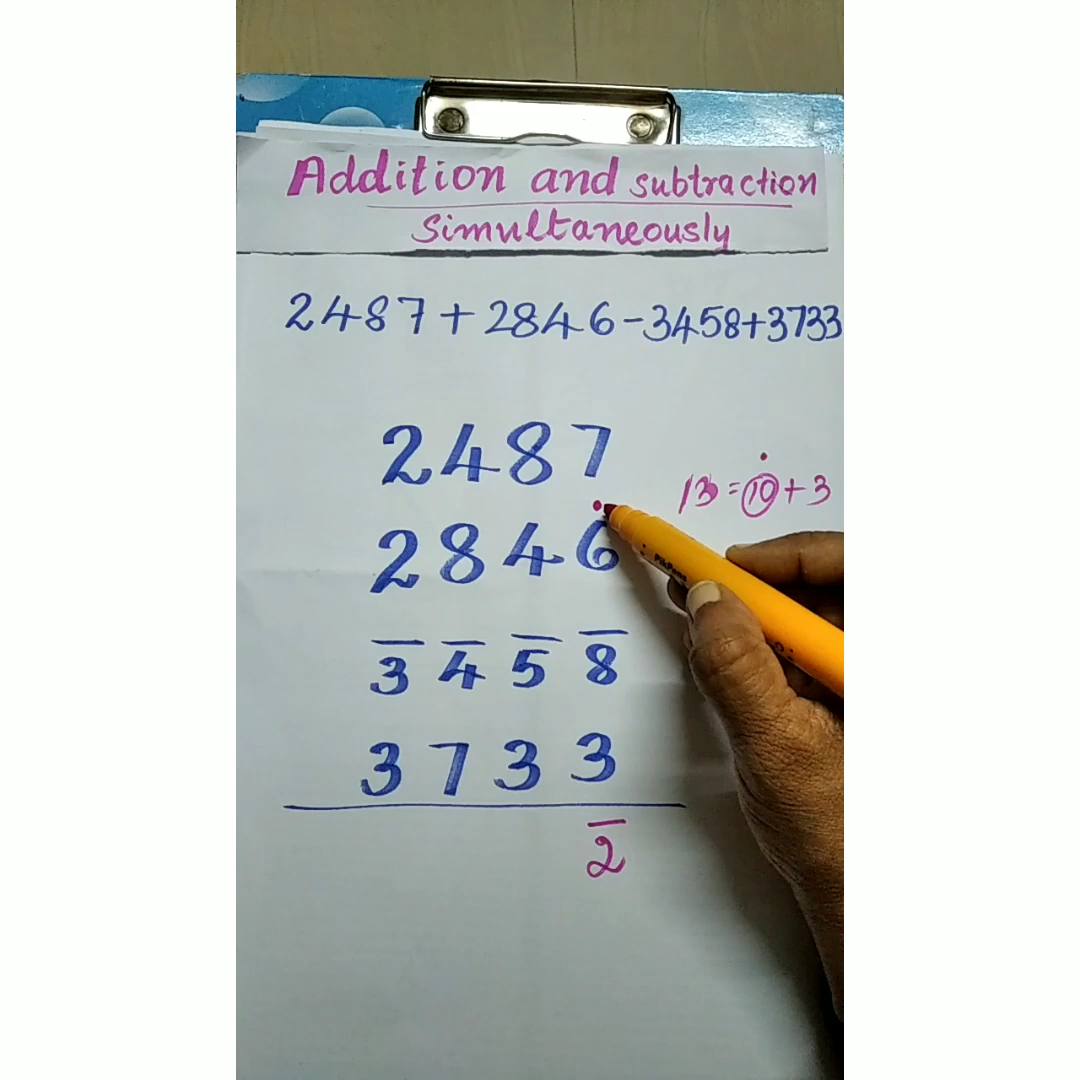 Addition and subtraction
Simultaneously
2487+2846-3458+3733
2487
13=10+3
2846
3̅ 4̅ 5̅ 8̅
3733
2̅